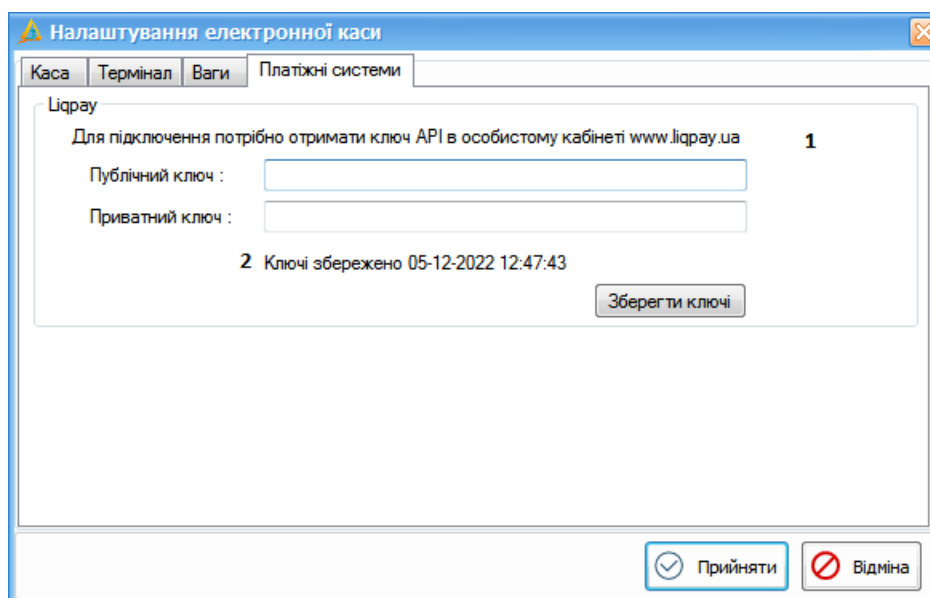 Налаштування електронної каси
Каса Термінал Ваги Платіжні системи
Liqpay
Для підключення потрібно отримати ключ API в особистому кабінеті www.liqpay.ua 1
Публічний ключ :
Приватний ключ :
2 Ключі збережено 05-12-2022 12:47:43
Зберегти ключі
Прийняти Відміна